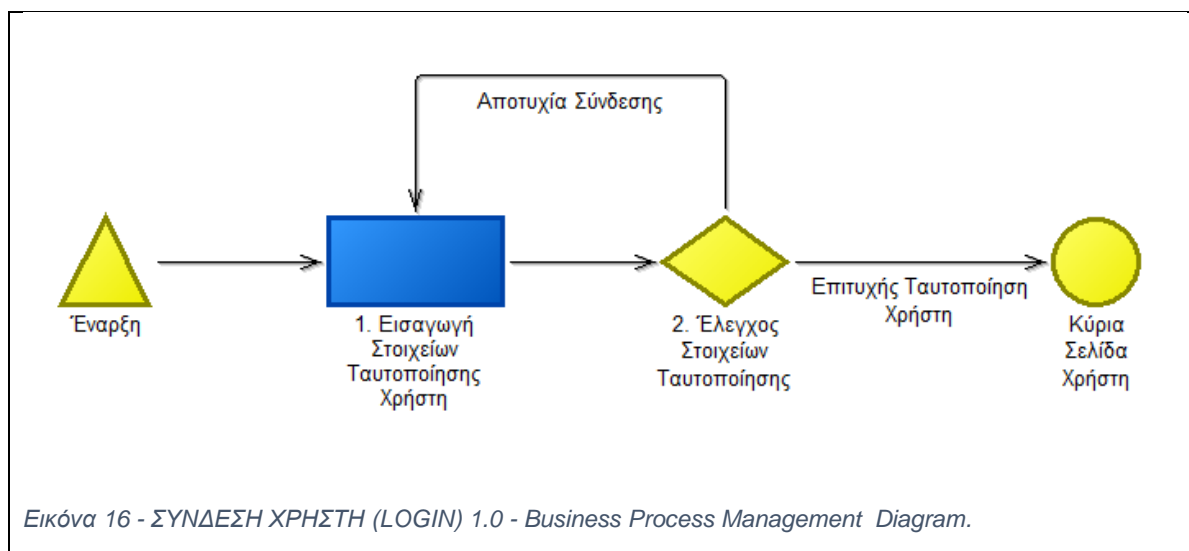 Αποτυχία Σύνδεσης
Έναρξη
1. Εισαγωγή
Στοιχείων
Ταυτοποίησης
Χρήστη
2. Έλεγχος
Στοιχείων
Ταυτοποίησης
Επιτυχής Ταυτοποίηση
Χρήστη
Κύρια
Σελίδα
Χρήστη
Εικόνα 16 - ΣΥΝΔΕΣΗ ΧΡΗΣΤΗ (LOGIN) 1.0 - Business Process Management Diagram.